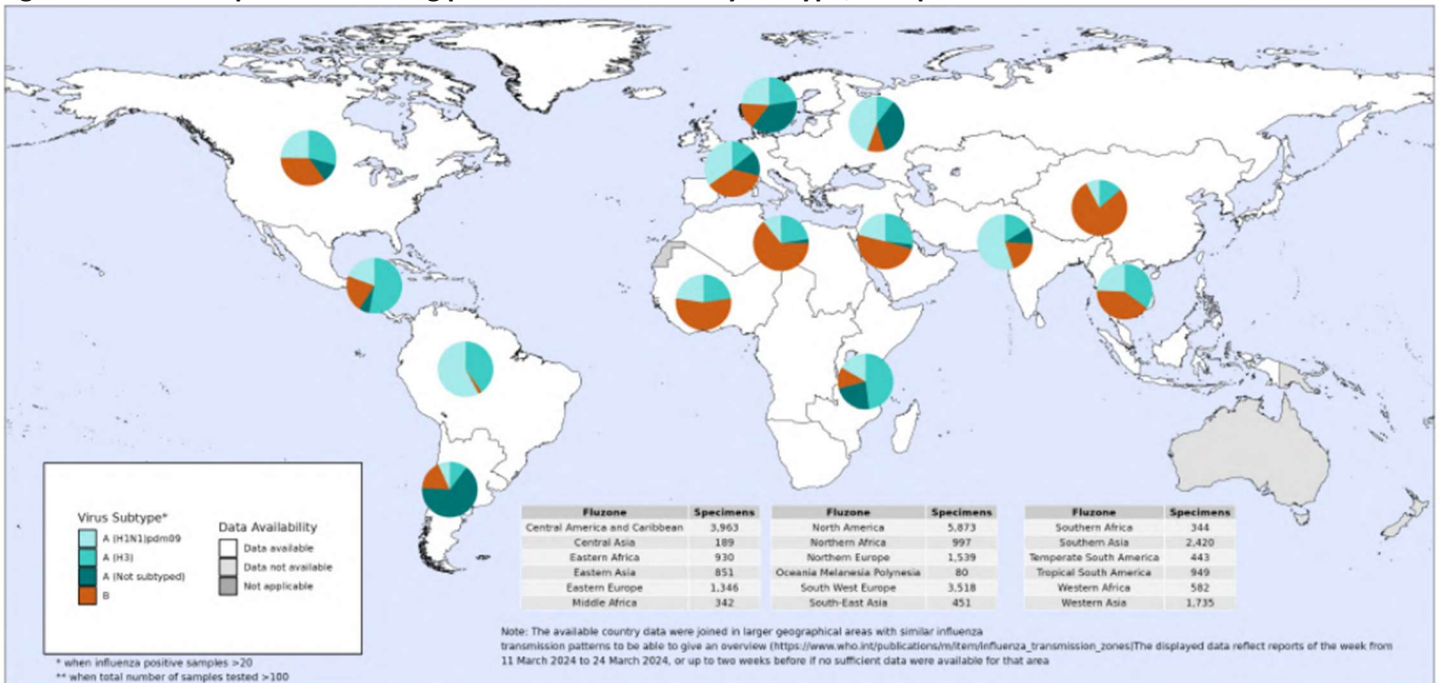 Virus Subtype*
A (H1N1)pdm09
A (H3)
A (Not subtyped)
B
Data Availability
Data available
Data not available
Not applicable
* when influenza positive samples >20
** when total number of samples tested >100
Fluzone Specimens
Central America and Caribbean 3,963
Central Asia 189
Eastern Africa 930
Eastern Asia 851
Eastern Europe 1,346
Middle Africa 342
Fluzone Specimens
North America 5,873
Northern Africa 997
Northern Europe 1,539
Oceania Melanesia Polynesia 80
South West Europe 3,518
South-East Asia 451
Fluzone Specimens
Southern Africa 344
Southern Asia 2,420
Temperate South America 443
Tropical South America 949
Western Africa 582
Western Asia 1,735
Note: The available country data were joined in larger geographical areas with similar influenza
transmission patterns to be able to give an overview (https://www.who.int/publications/m/item/influenza_transmission_zones)The displayed data reflect reports of the week from
11 March 2024 to 24 March 2024, or up to two weeks before if no sufficient data were available for that area